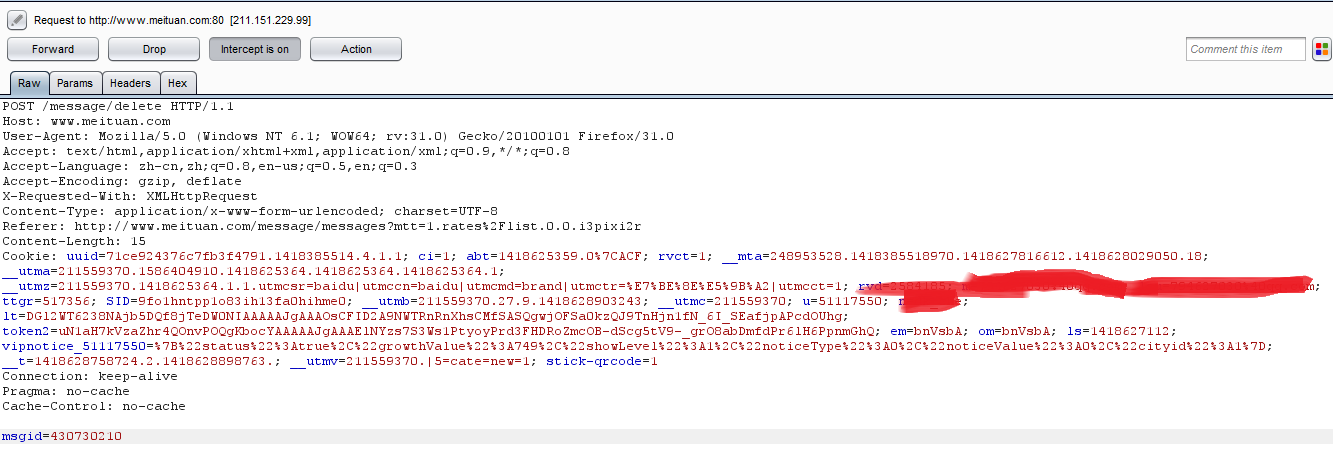 Request to http://www.meituan.com:80 [211.151.229.99]
Forward Drop Intercept is on Action Comment this item
Raw Params Headers Hex
POST /message/delete HTTP/1.1
Host: www.meituan.com
User-Agent: Mozilla/5.0 (Windows NT 6.1; WOW64; rv:31.0) Gecko/20100101 Firefox/31.0
Accept: text/html,application/xhtml+xml,application/xml;q=0.9,*/*;q=0.8
Accept-Language: zh-cn,zh;q=0.8,en-us;q=0.5,en;q=0.3
Accept-Encoding: gzip, deflate
X-Requested-With: XMLHttpRequest
Content-Type: application/x-www-form-urlencoded; charset=UTF-8
Referer: http://www.meituan.com/message/messages?mtt=1.rates%2Flist.0.0.i3pixi2r
Content-Length: 15
Cookie: uuid=71ce924376c7fb3f4791.1418385514.4.1.1; ci=1; abt=1418625359.0%7CACF; rvct=1; __mta=248953528.1418385518970.1418627816612.1418628029050.18;
__utma=211559370.1586404910.1418625364.1418625364.1418625364.1;
__utmz=211559370.1418625364.1.1.utmcsr=baidu|utmccn=baidu|utmcmd=brand|utmctr=%E7%BE%8E%E5%9B%A2|utmcct=1;
ttgr=517356; SID=9fo1hntpp1o83ih13fa0hihme0; __utmb=211559370.27.9.1418628903243; __utmc=211559370; u=51117550;
lt=DG12WT6238NAjb5DQf8jTeDWONIAAAAAJgAAAOsCFID2A9NWTRnRnXhsCMfSASQgwjOFSaOkzQJ9TnHjn1fN_6I_SEafjpAPcdOUhg;
token2=uN1aH7kVzaZhr4QOnvPOQgKbocYAAAAAJgAAAElNYzs7S3Ws1PtyoyPrd3FHDRoZmcOB-dScg5tV9-_grO8abDmfdPr61H6PpnmGhQ; em=bnVsbA; om=bnVsbA; ls=1418627112;
vipnotice_51117550=%7B%22status%22%3Atrue%2C%22growthValue%22%3A749%2C%22showLevel%22%3A1%2C%22noticeType%22%3A0%2C%22noticeValue%22%3A0%2C%22cityid%22%3A1%7D;
__t=1418628758724.2.1418628898763.; __utmv=211559370.|5=cate=new=1; stick-qrcode=1
Connection: keep-alive
Pragma: no-cache
Cache-Control: no-cache
msgid=430730210